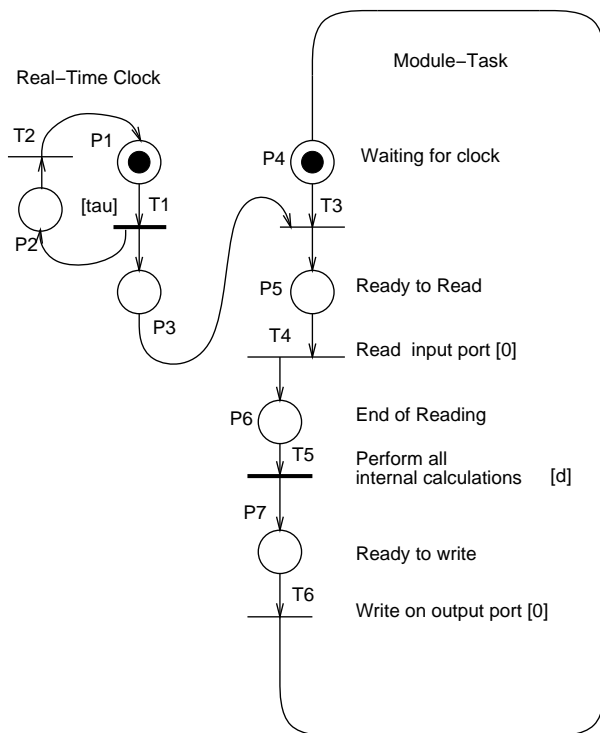 Module–Task
Real–Time Clock
T2
P1
P4
Waiting for clock
[tau]
T1
T3
P2
P5
Ready to Read
P3
T4
Read input port [0]
P6
End of Reading
T5
Perform all
internal calculations [d]
P7
Ready to write
T6
Write on output port [0]